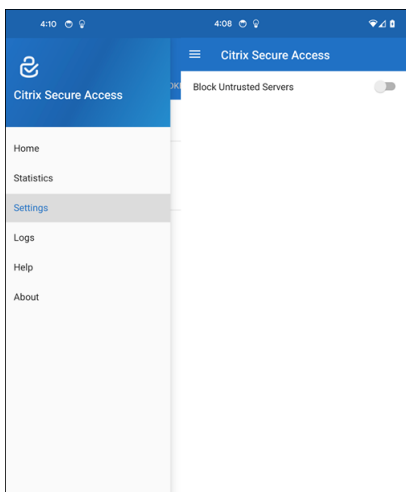 4:10
Citrix Secure Access
Home
Statistics
Settings
Logs
Help
About
4:08
Citrix Secure Access
Block Untrusted Servers